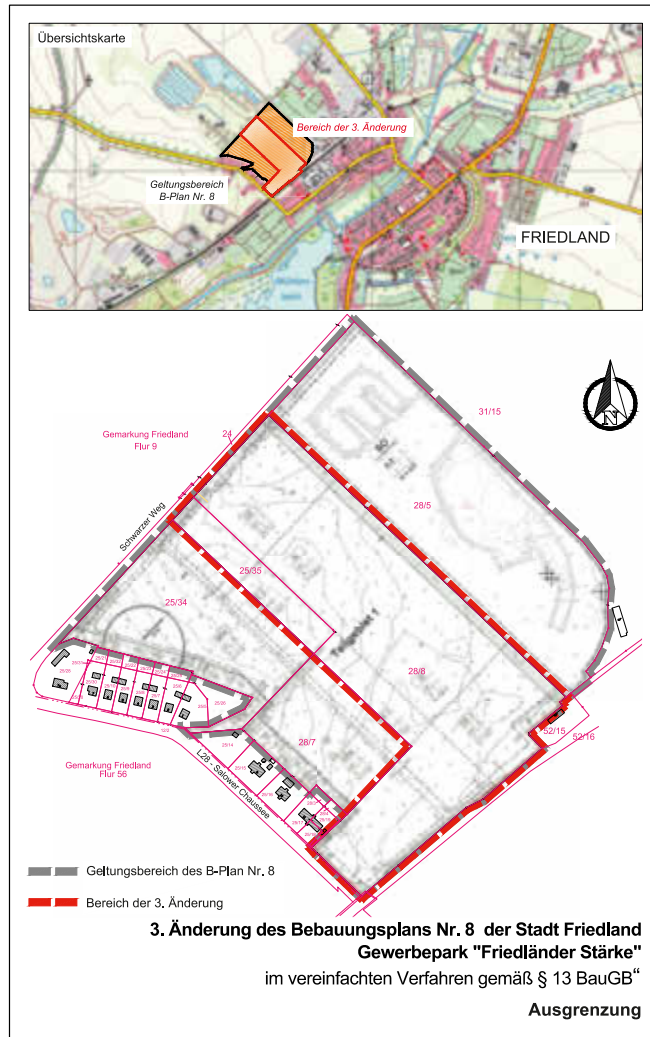 Übersichtskarte
Bereich der 3. Änderung
Geltungsbereich
B-Plan Nr. 8
FRIEDLAND
31/15
Gemarkung Friedland
Flur 9
24
SO
28/5
Schwarzer Weg
25/35
25/34
Teilgebiet 1
28/8
28/7
52/15
52/16
Gemarkung Friedland
Flur 56
25/14
L28 - Salower Chaussee
Geltungsbereich des B-Plan Nr. 8
Bereich der 3. Änderung
3. Änderung des Bebauungsplans Nr. 8 der Stadt Friedland
Gewerbepark "Friedländer Stärke"
im vereinfachten Verfahren gemäß § 13 BauGB“
Ausgrenzung
N